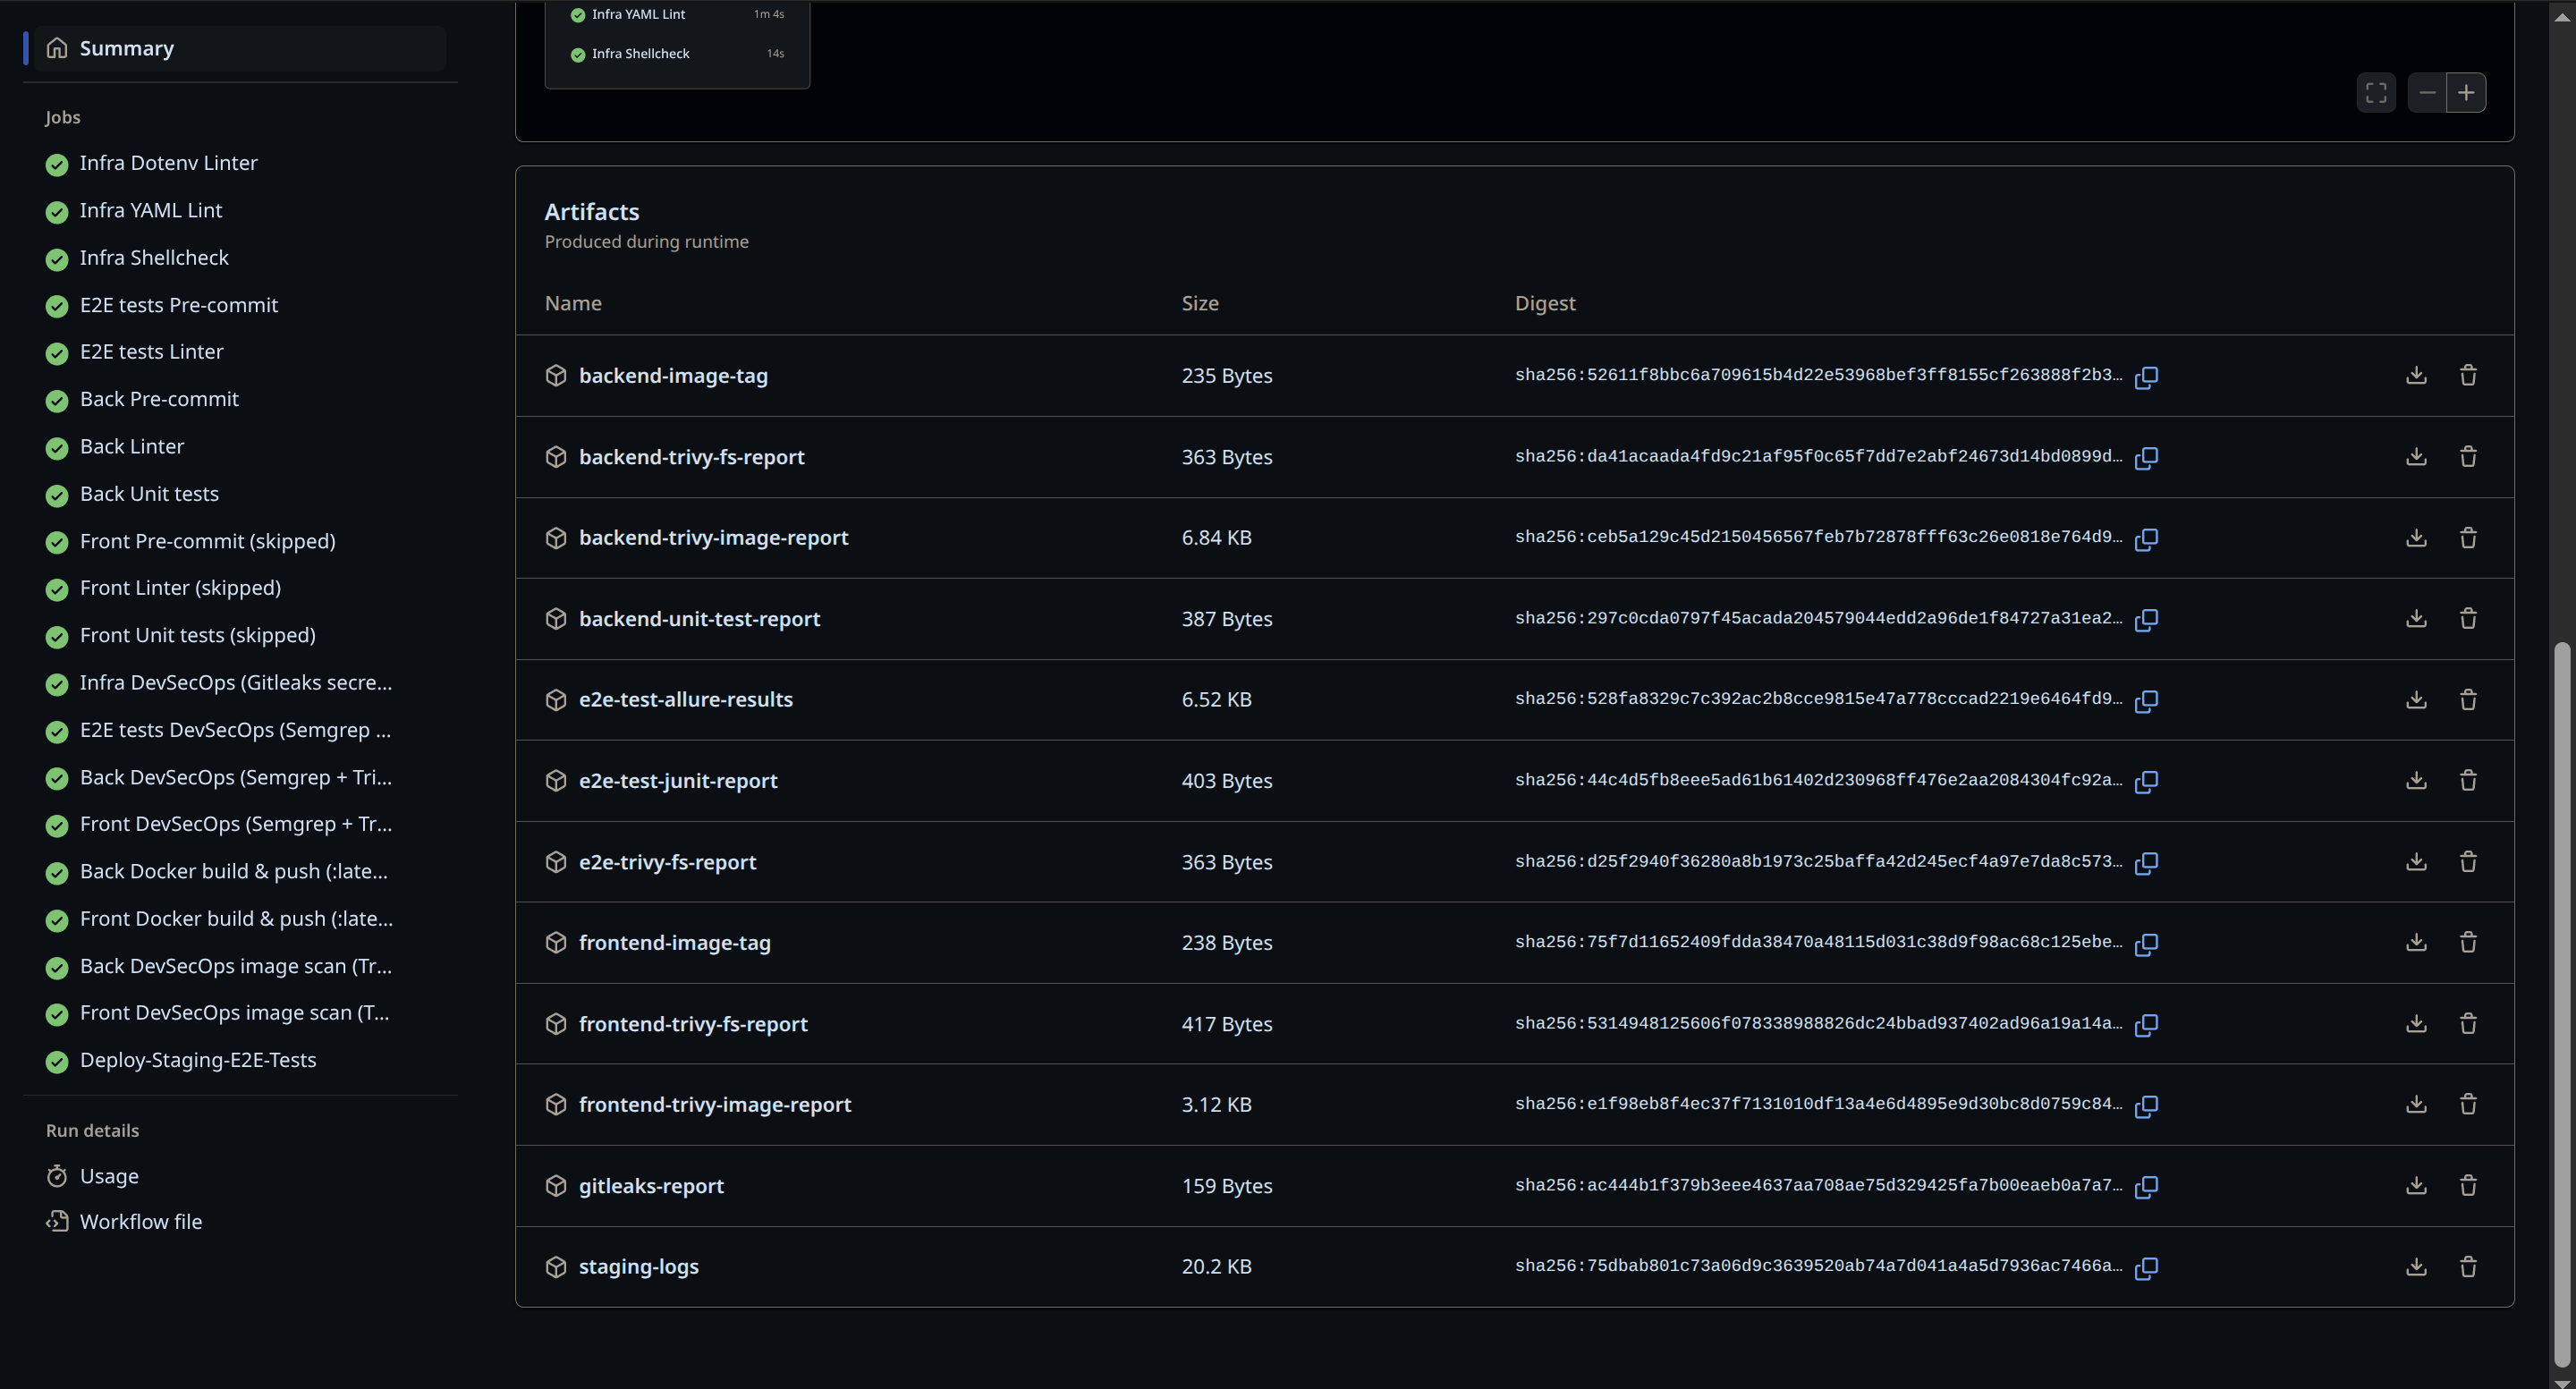 Summary
Jobs
Infra Dotenv Linter
Infra YAML Lint
Infra Shellcheck
E2E tests Pre-commit
E2E tests Linter
Back Pre-commit
Back Linter
Back Unit tests
Front Pre-commit (skipped)
Front Linter (skipped)
Front Unit tests (skipped)
Infra DevSecOps (Gitleaks secre...
E2E tests DevSecOps (Semgrep ...
Back DevSecOps (Semgrep + Tri...
Front DevSecOps (Semgrep + Tr...
Back Docker build & push (:late...
Front Docker build & push (:late...
Back DevSecOps image scan (Tr...
Front DevSecOps image scan (T...
Deploy-Staging-E2E-Tests
Run details
Usage
Workflow file
Infra YAML Lint 1m 4s
Infra Shellcheck 14s
Artifacts
Produced during runtime
Name Size Digest
backend-image-tag 235 Bytes sha256:52611f8bbc6a709615b4d22e53968bef3ff8155cf263888f2b3…
backend-trivy-fs-report 363 Bytes sha256:da41acaada4fd9c21af95f0c65f7dd7e2abf24673d14bd0899d…
backend-trivy-image-report 6.84 KB sha256:ceb5a129c45d2150456567feb7b72878fff63c26e0818e764d9…
backend-unit-test-report 387 Bytes sha256:297c0cda0797f45acada204579044edd2a96de1f84727a31ea2…
e2e-test-allure-results 6.52 KB sha256:528fa8329c7c392ac2b8cce9815e47a778cccad2219e6464fd9…
e2e-test-junit-report 403 Bytes sha256:44c4d5fb8eee5ad61b61402d230968ff476e2aa2084304fc92a…
e2e-trivy-fs-report 363 Bytes sha256:d25f2940f36280a8b1973c25baffa42d245ecf4a97e7da8c573…
frontend-image-tag 238 Bytes sha256:75f7d11652409fdda38470a48115d031c38d9f98ac68c125ebe…
frontend-trivy-fs-report 417 Bytes sha256:5314948125606f078338988826dc24bbad937402ad96a19a14a…
frontend-trivy-image-report 3.12 KB sha256:e1f98eb8f4ec37f7131010df13a4e6d4895e9d30bc8d0759c84…
gitleaks-report 159 Bytes sha256:ac444b1f379b3eee4637aa708ae75d329425fa7b00eaeb0a7a7…
staging-logs 20.2 KB sha256:75dbab801c73a06d9c3639520ab74a7d041a4a5d7936ac7466a…